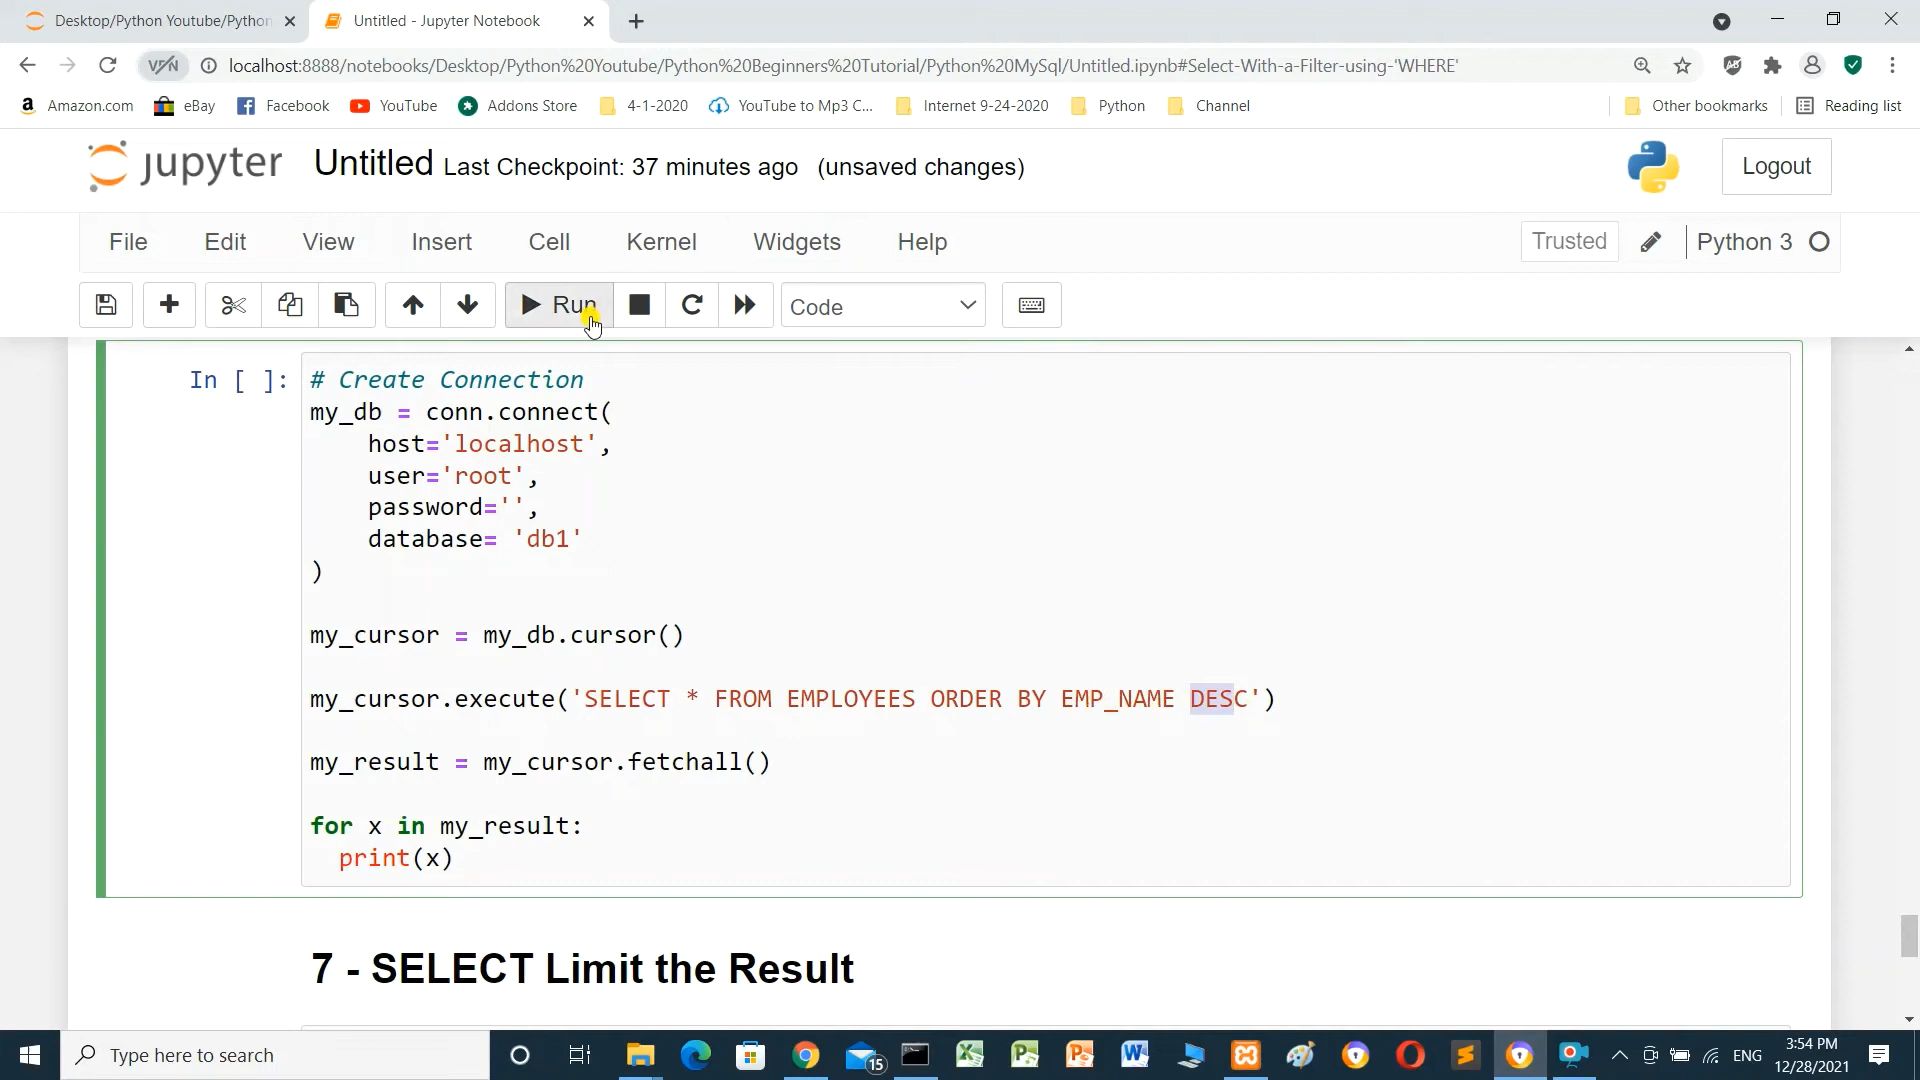 Desktop/Python Youtube/Python
Untitled - Jupyter Notebook
VPN
localhost:8888/notebooks/Desktop/Python%20Youtube/Python%20Beginners%20Tutorial/Python%20MySql/Untitled.ipynb#Select-With-a-Filter-using-'WHERE'
Amazon.com
eBay
Facebook
YouTube
Addons Store
4-1-2020
YouTube to Mp3 C...
Internet 9-24-2020
Python
Channel
Other bookmarks
Reading list
jupyter
Untitled Last Checkpoint: 37 minutes ago (unsaved changes)
Logout
File
Edit
View
Insert
Cell
Kernel
Widgets
Help
Trusted
Python 3
Run
Code
In [ ]:
# Create Connection
my_db = conn.connect(
host='localhost',
user='root',
password='',
database= 'db1'
)
my_cursor = my_db.cursor()
my_cursor.execute('SELECT * FROM EMPLOYEES ORDER BY EMP_NAME DESC')
my_result = my_cursor.fetchall()
for x in my_result:
print(x)
7 - SELECT Limit the Result
Type here to search
15
ENG
3:54 PM
12/28/2021